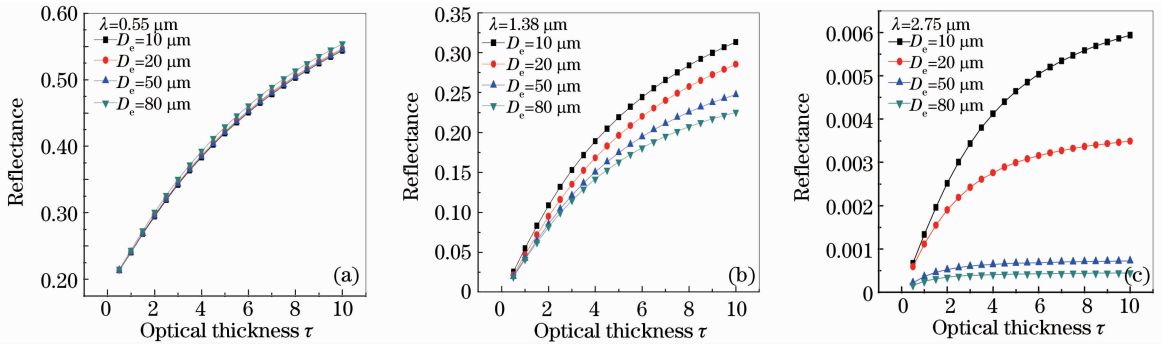 0.60
0.50
0.40
0.30
0.20
Reflectance
λ=0.55 μm
Dₑ=10 μm
Dₑ=20 μm
Dₑ=50 μm
Dₑ=80 μm
(a)
0 2 4 6 8 10
Optical thickness τ
0.35
0.30
0.25
0.20
0.15
0.10
0.05
0
Reflectance
λ=1.38 μm
Dₑ=10 μm
Dₑ=20 μm
Dₑ=50 μm
Dₑ=80 μm
(b)
0 2 4 6 8 10
Optical thickness τ
0.006
0.005
0.004
0.003
0.002
0.001
0
Reflectance
λ=2.75 μm
Dₑ=10 μm
Dₑ=20 μm
Dₑ=50 μm
Dₑ=80 μm
(c)
0 2 4 6 8 10
Optical thickness τ